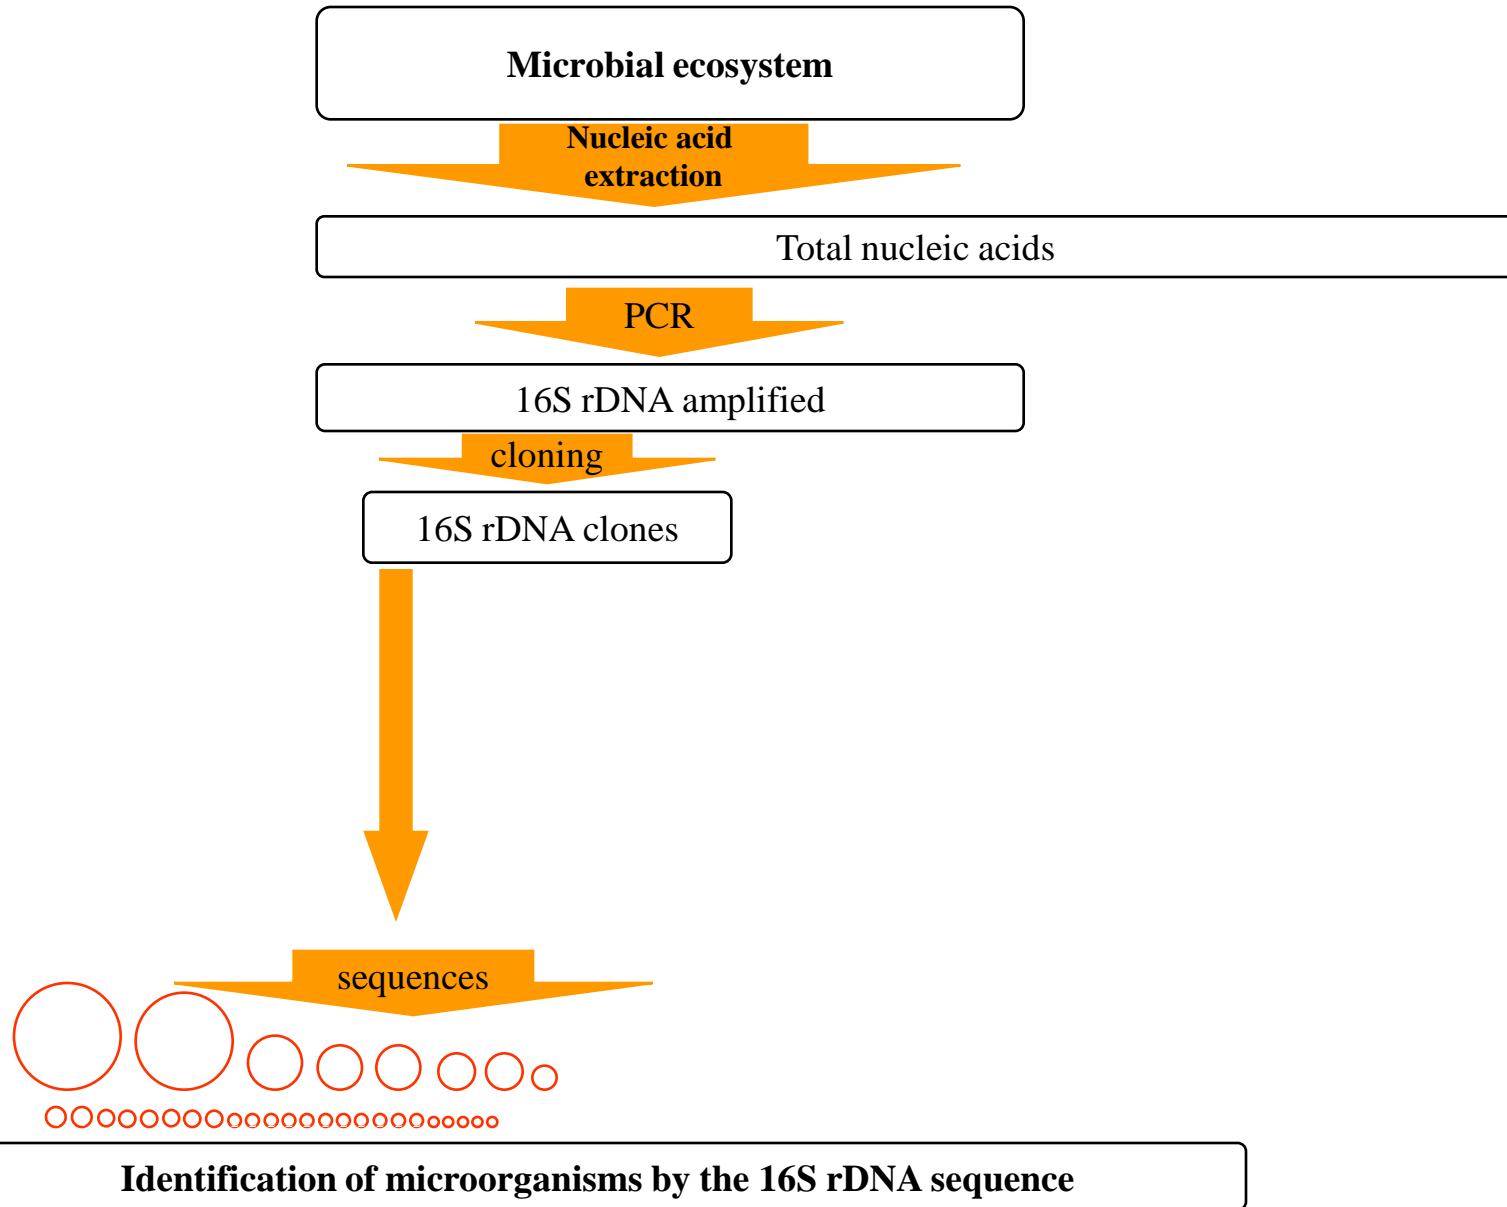 Microbial ecosystem
Nucleic acid
extraction
Total nucleic acids
PCR
16S rDNA amplified
cloning
16S rDNA clones
sequences
Identification of microorganisms by the 16S rDNA sequence